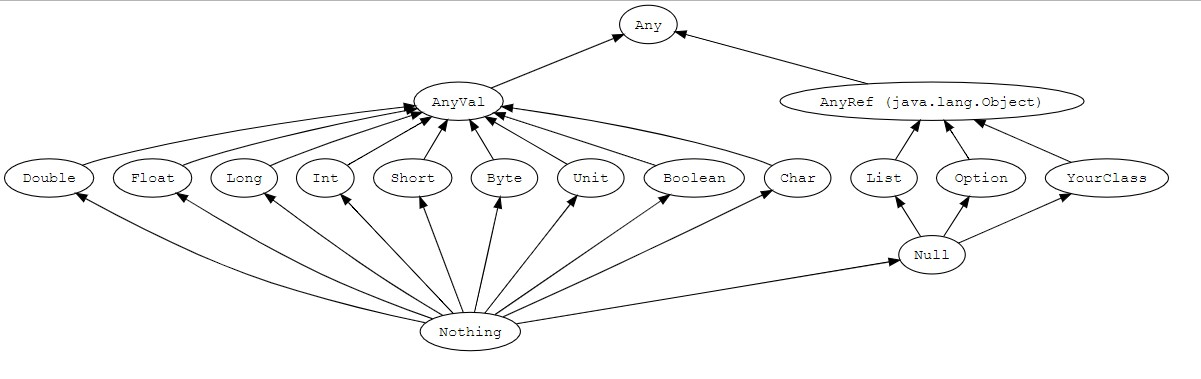 Any
AnyVal
AnyRef (java.lang.Object)
Double
Float
Long
Int
Short
Byte
Unit
Boolean
Char
List
Option
YourClass
Null
Nothing